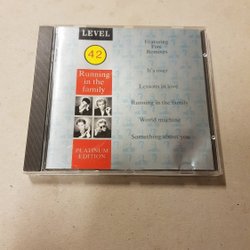 LEVEL
42
Running
in the
family
PLATINUM
EDITION
Featuring
Five
Remixes
It's over
Lessons in love
Running in the family
World machine
Something about you